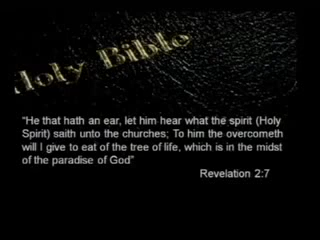 Holy Bible
“He that hath an ear, let him hear what the spirit (Holy
Spirit) saith unto the churches; To him the overcometh
will I give to eat of the tree of life, which is in the midst
of the paradise of God”
Revelation 2:7